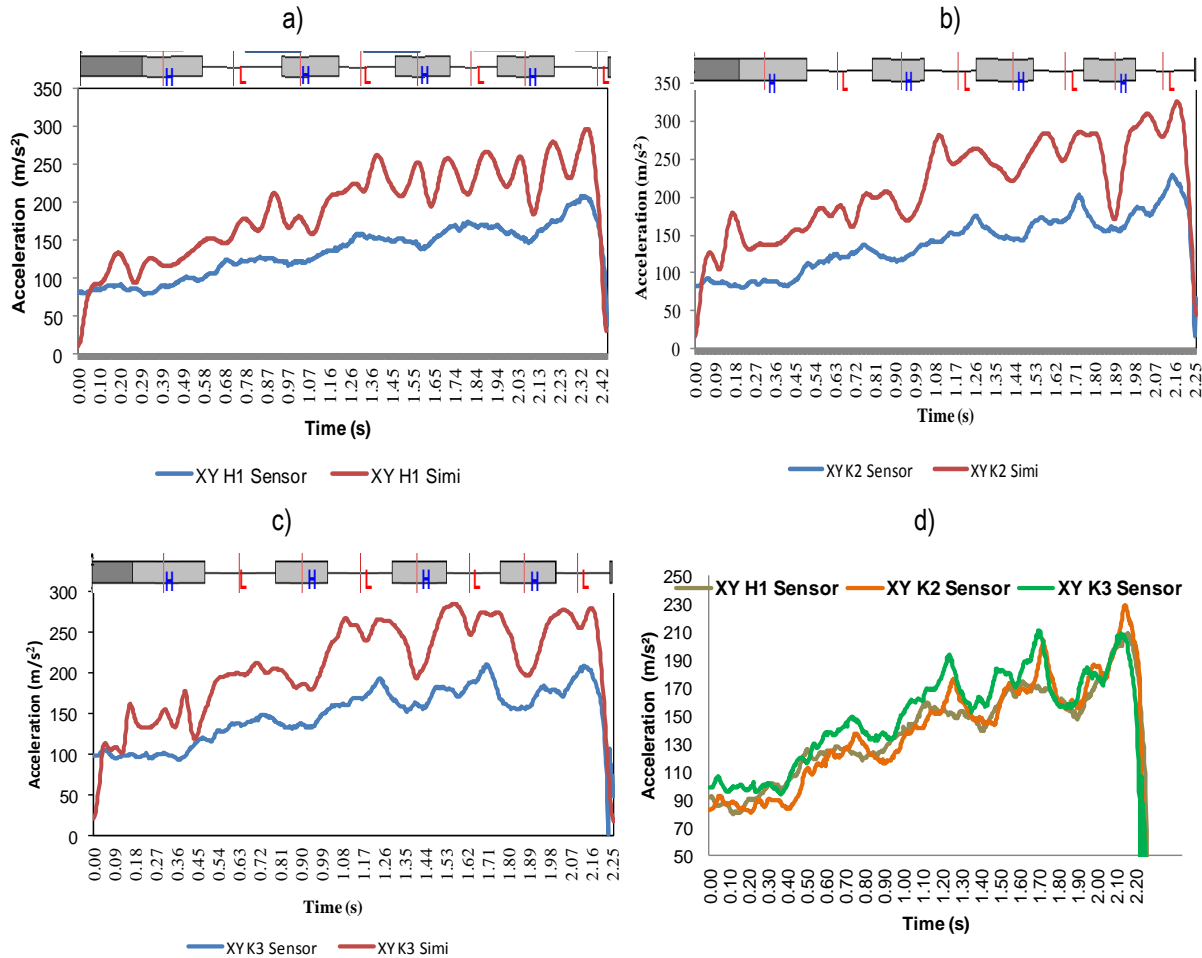 a)
H L H L H L H L
350
300
250
200
150
100
50
0
Acceleration (m/s²)
0.00 0.10 0.20 0.29 0.39 0.49 0.58 0.68 0.78 0.87 0.97 1.07 1.16 1.26 1.36 1.45 1.55 1.65 1.74 1.84 1.94 2.03 2.13 2.23 2.32 2.42
Time (s)
XY H1 Sensor XY H1 Simi
b)
H L H L H L H L
350
300
250
200
150
100
50
0
Acceleration (m/s²)
0.00 0.09 0.18 0.27 0.36 0.45 0.54 0.63 0.72 0.81 0.90 0.99 1.08 1.17 1.26 1.35 1.44 1.53 1.62 1.71 1.80 1.89 1.98 2.07 2.16 2.25
Time (s)
XY K2 Sensor XY K2 Simi
c)
H L H L H L H L
300
250
200
150
100
50
0
Acceleration (m/s²)
0.00 0.09 0.18 0.27 0.36 0.45 0.54 0.63 0.72 0.81 0.90 0.99 1.08 1.17 1.26 1.35 1.44 1.53 1.62 1.71 1.80 1.89 1.98 2.07 2.16 2.25
Time (s)
XY K3 Sensor XY K3 Simi
d)
XY H1 Sensor XY K2 Sensor XY K3 Sensor
250
230
210
190
170
150
130
110
90
70
50
Acceleration (m/s²)
0.00 0.10 0.20 0.30 0.40 0.50 0.60 0.70 0.80 0.90 1.00 1.10 1.20 1.30 1.40 1.50 1.60 1.70 1.80 1.90 2.00 2.10 2.20
Time (s)